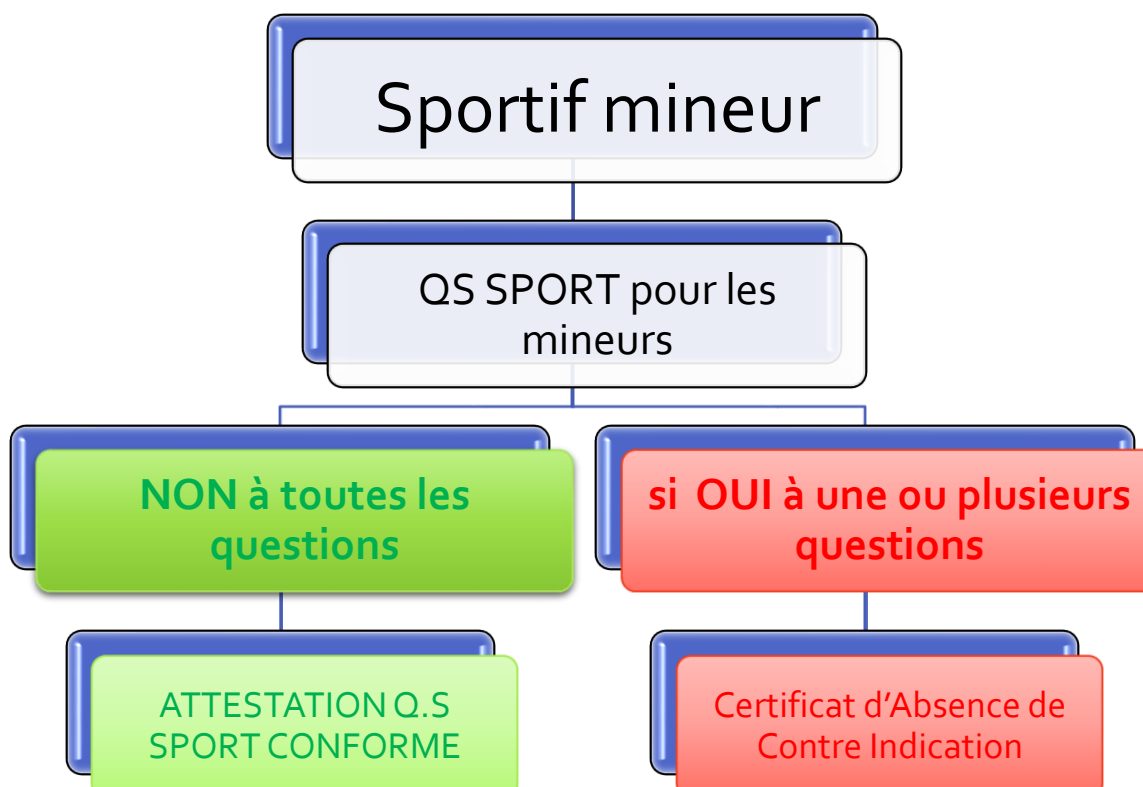 Sportif mineur
QS SPORT pour les
mineurs
NON à toutes les
questions
si OUI à une ou plusieurs
questions
ATTESTATION Q.S
SPORT CONFORME
Certificat d'Absence de
Contre Indication